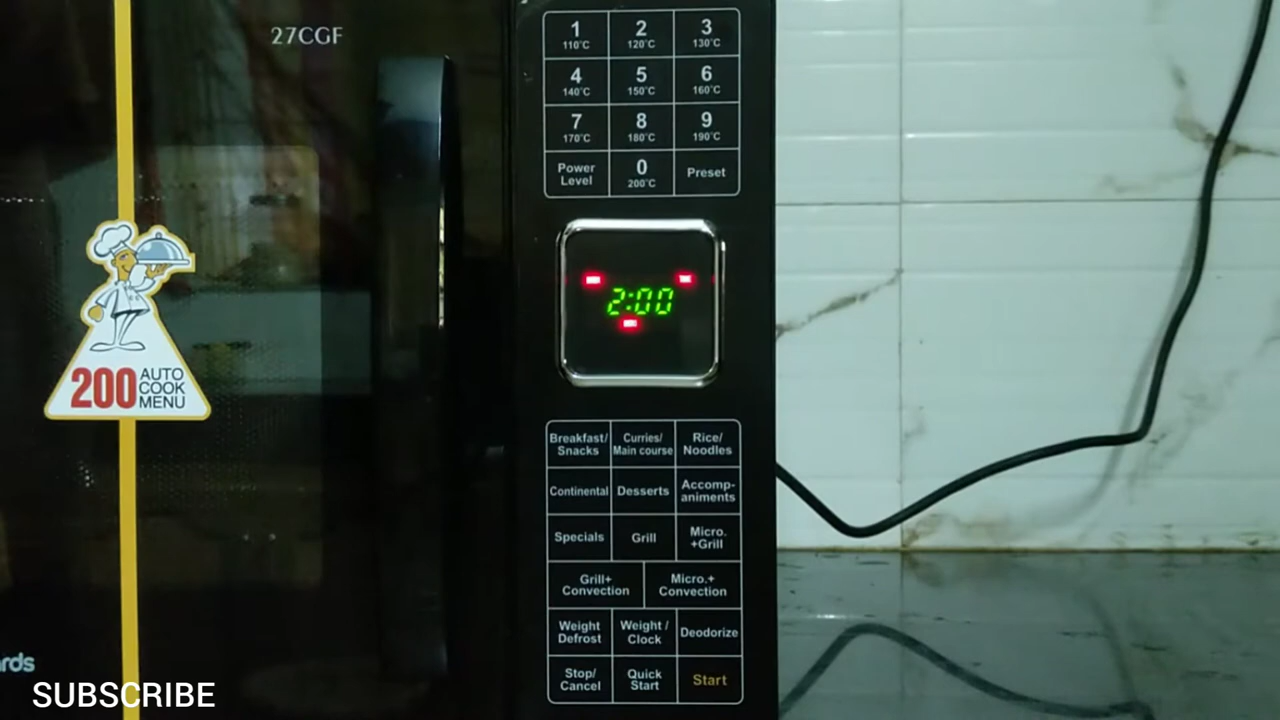 27CGF
1
110°C
2
120°C
3
130°C
4
140°C
5
150°C
6
160°C
7
170°C
8
180°C
9
190°C
Power
Level
0
200°C
Preset
2:00
200 AUTO
COOK
MENU
Breakfast/
Snacks
Curries/
Main course
Rice/
Noodles
Continental
Desserts
Accomp-
animents
Specials
Grill
Micro.
+Grill
Grill+
Convection
Micro.+
Convection
Weight
Defrost
Weight /
Clock
Deodorize
Stop/
Cancel
Quick
Start
Start
SUBSCRIBE